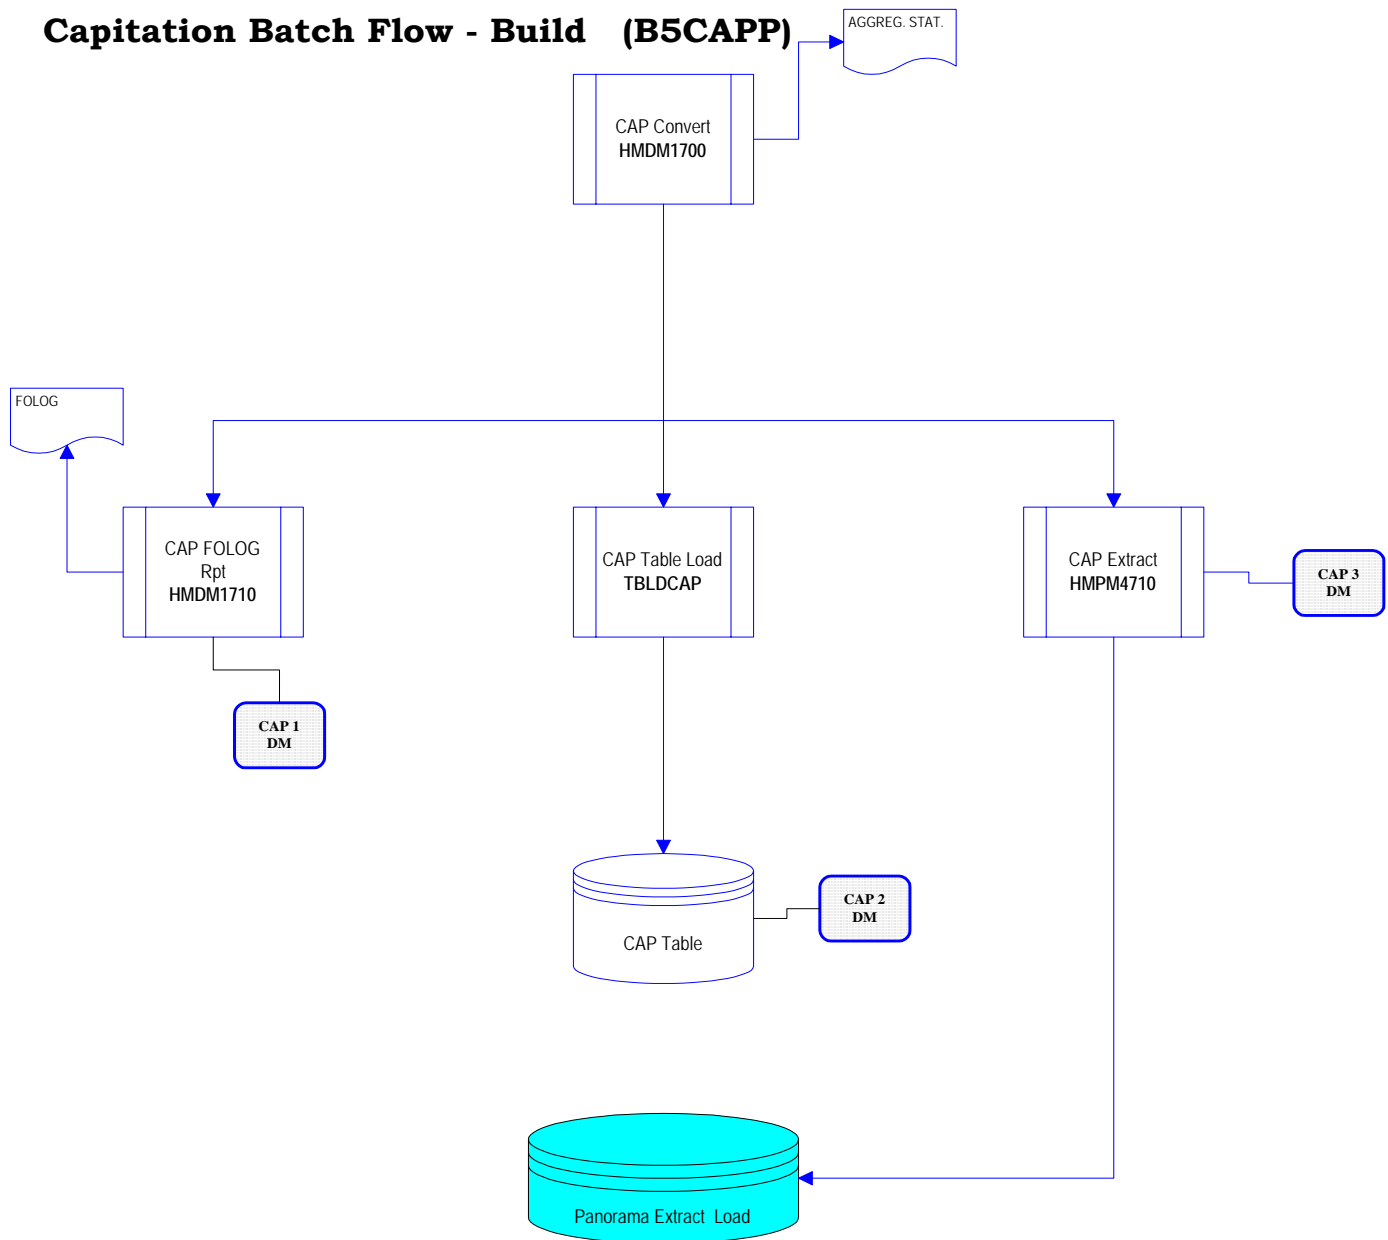 Capitation Batch Flow - Build (B5CAPP)
AGGREG. STAT.
CAP Convert
HMDM1700
FOLOG
CAP FOLOG
Rpt
HMDM1710
CAP Table Load
TBLDCAP
CAP Extract
HMPM4710
CAP 3
DM
CAP 1
DM
CAP 2
DM
CAP Table
Panorama Extract Load